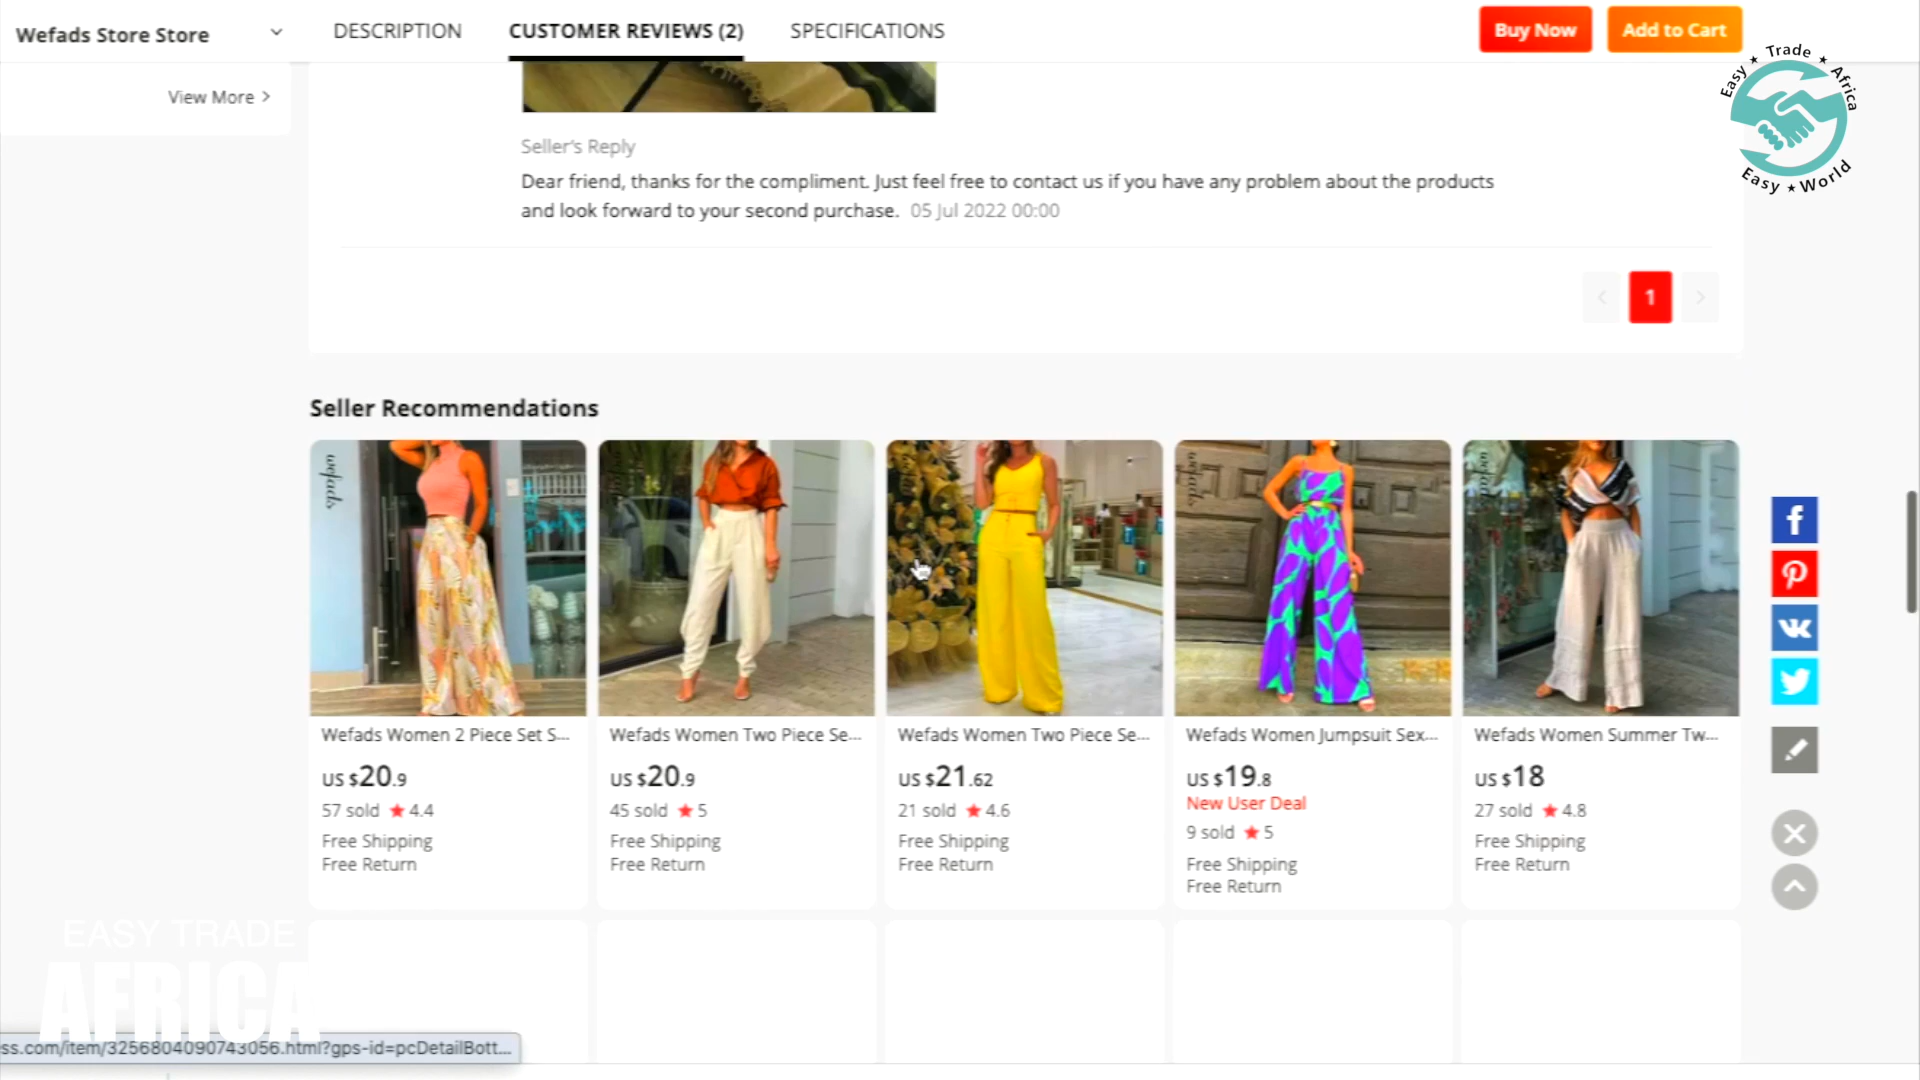 Wefads Store Store
DESCRIPTION
CUSTOMER REVIEWS (2)
SPECIFICATIONS
Buy Now
Add to Cart
Easy ★ Trade ★ Africa
Easy ★ World
View More >
Seller's Reply
Dear friend, thanks for the compliment. Just feel free to contact us if you have any problem about the products
and look forward to your second purchase. 05 Jul 2022 00:00
< 1 >
Seller Recommendations
wefads
wefads
wefads
Wefads Women 2 Piece Set S...
US $20.9
57 sold ★ 4.4
Free Shipping
Free Return
Wefads Women Two Piece Se...
US $20.9
45 sold ★ 5
Free Shipping
Free Return
Wefads Women Two Piece Se...
US $21.62
21 sold ★ 4.6
Free Shipping
Free Return
Wefads Women Jumpsuit Sex...
US $19.8
New User Deal
9 sold ★ 5
Free Shipping
Free Return
Wefads Women Summer Tw...
US $18
27 sold ★ 4.8
Free Shipping
Free Return
EASY TRADE
AFRICA
ss.com/item/3256804090743056.html?gps-id=pcDetailBott...